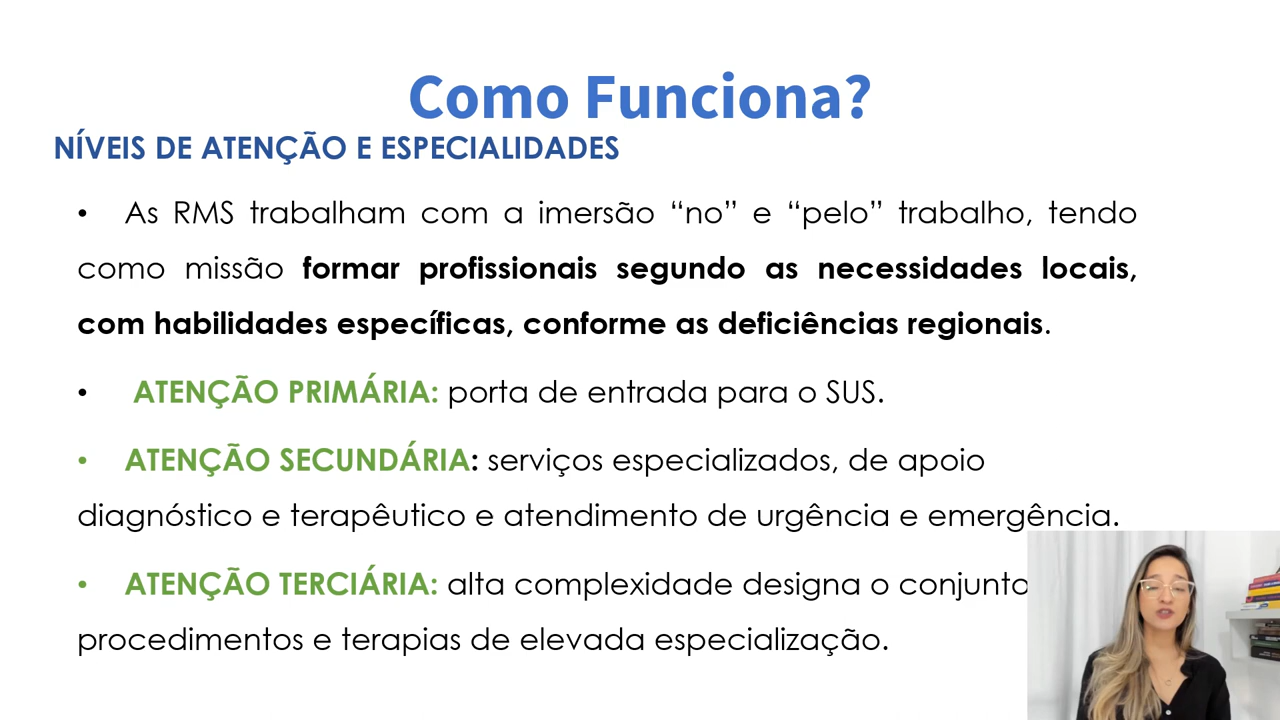 Como Funciona?
NÍVEIS DE ATENÇÃO E ESPECIALIDADES
• As RMS trabalham com a imersão “no” e “pelo” trabalho, tendo
como missão formar profissionais segundo as necessidades locais,
com habilidades específicas, conforme as deficiências regionais.
• ATENÇÃO PRIMÁRIA: porta de entrada para o SUS.
• ATENÇÃO SECUNDÁRIA: serviços especializados, de apoio
diagnóstico e terapêutico e atendimento de urgência e emergência.
• ATENÇÃO TERCIÁRIA: alta complexidade designa o conjunto
procedimentos e terapias de elevada especialização.